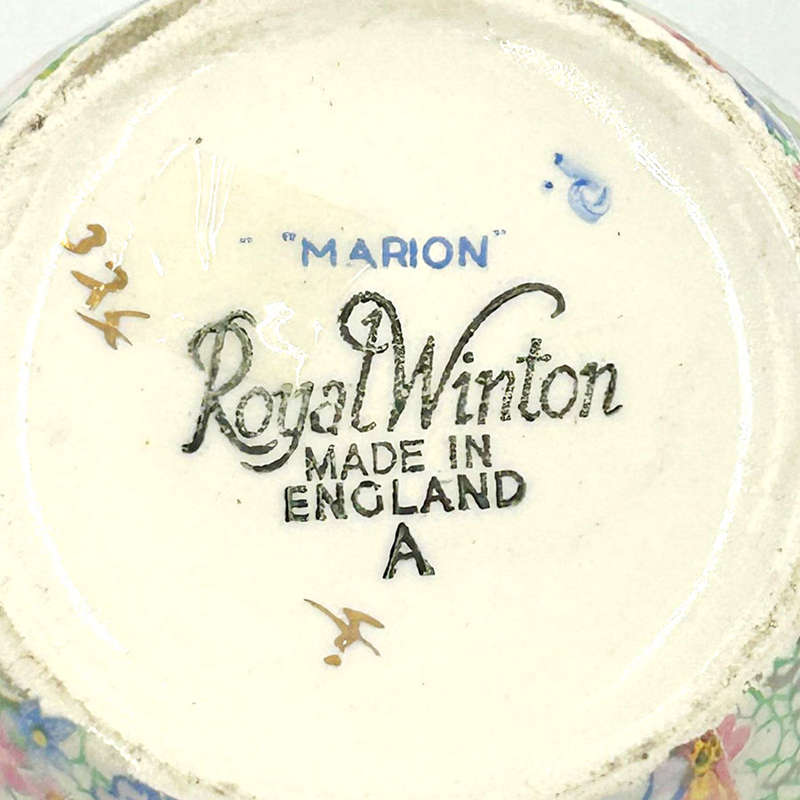 "MARION"
Royal Winton
MADE IN
ENGLAND
A